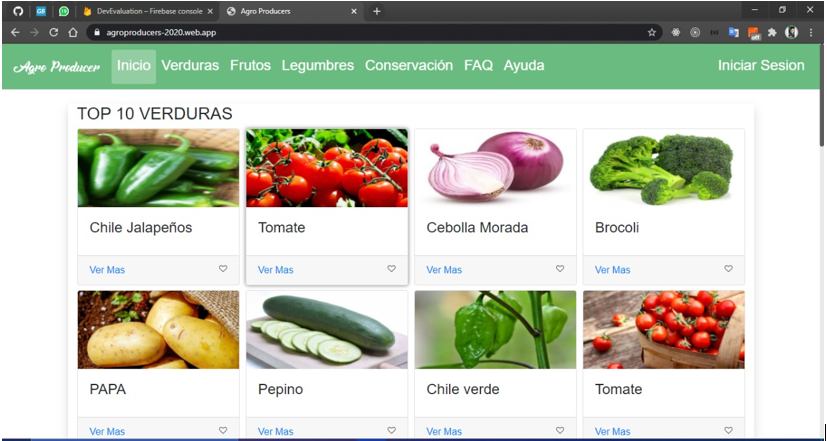 DevEvaluation – Firebase console
Agro Producers
agroproducers-2020.web.app
Agro Producer
Inicio Verduras Frutos Legumbres Conservación FAQ Ayuda
Iniciar Sesion
TOP 10 VERDURAS
Chile Jalapeños
Tomate
Cebolla Morada
Brocoli
Ver Mas
Ver Mas
Ver Mas
Ver Mas
PAPA
Pepino
Chile verde
Tomate
Ver Mas
Ver Mas
Ver Mas
Ver Mas